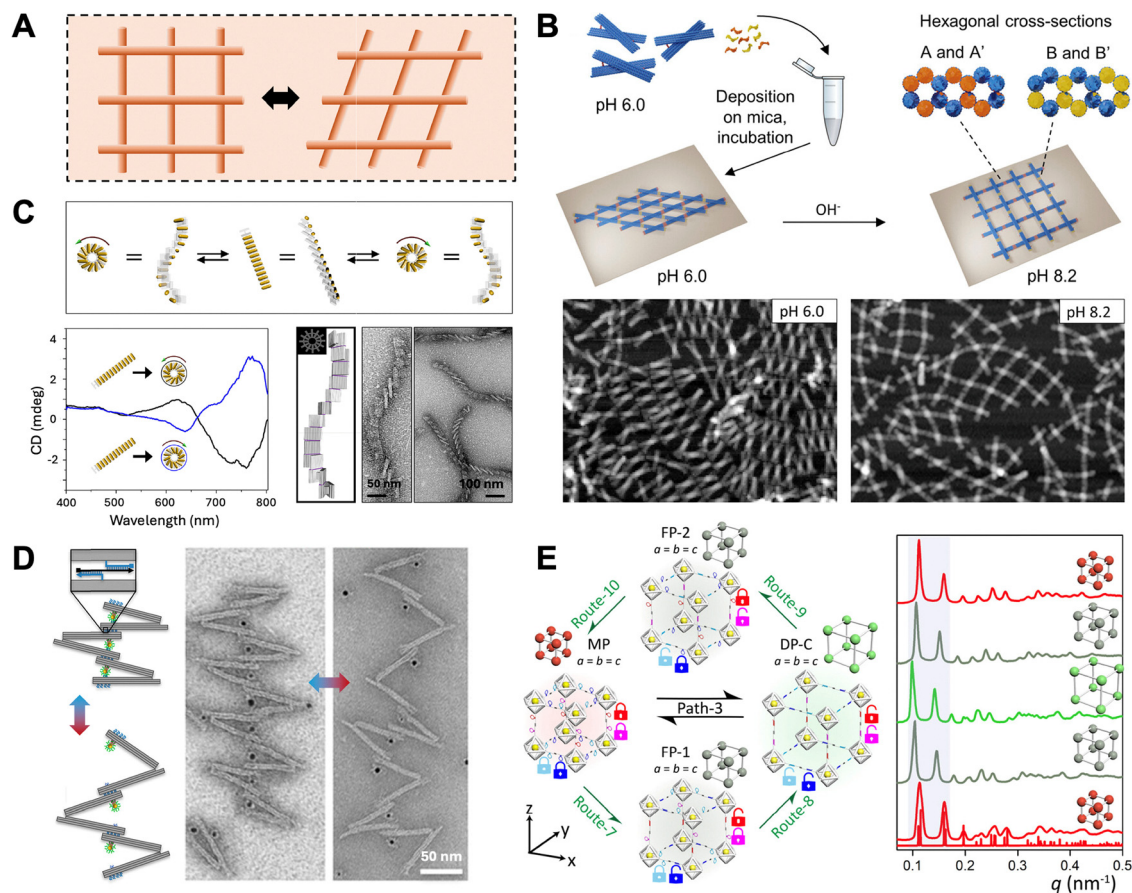 A
B
pH 6.0
Deposition
on mica,
incubation
Hexagonal cross-sections
A and A’
B and B’
pH 6.0
OH-
pH 8.2
pH 6.0
pH 8.2
C
=
=
=
CD (mdeg)
4
2
0
-2
400
500
600
700
800
Wavelength (nm)
50 nm
100 nm
D
50 nm
E
FP-2
a = b = c
Route-10
Route-9
MP
a = b = c
DP-C
a = b = c
Path-3
FP-1
a = b = c
Route-7
Route-8
z
y
x
0.1
0.2
0.3
0.4
0.5
q (nm-1)